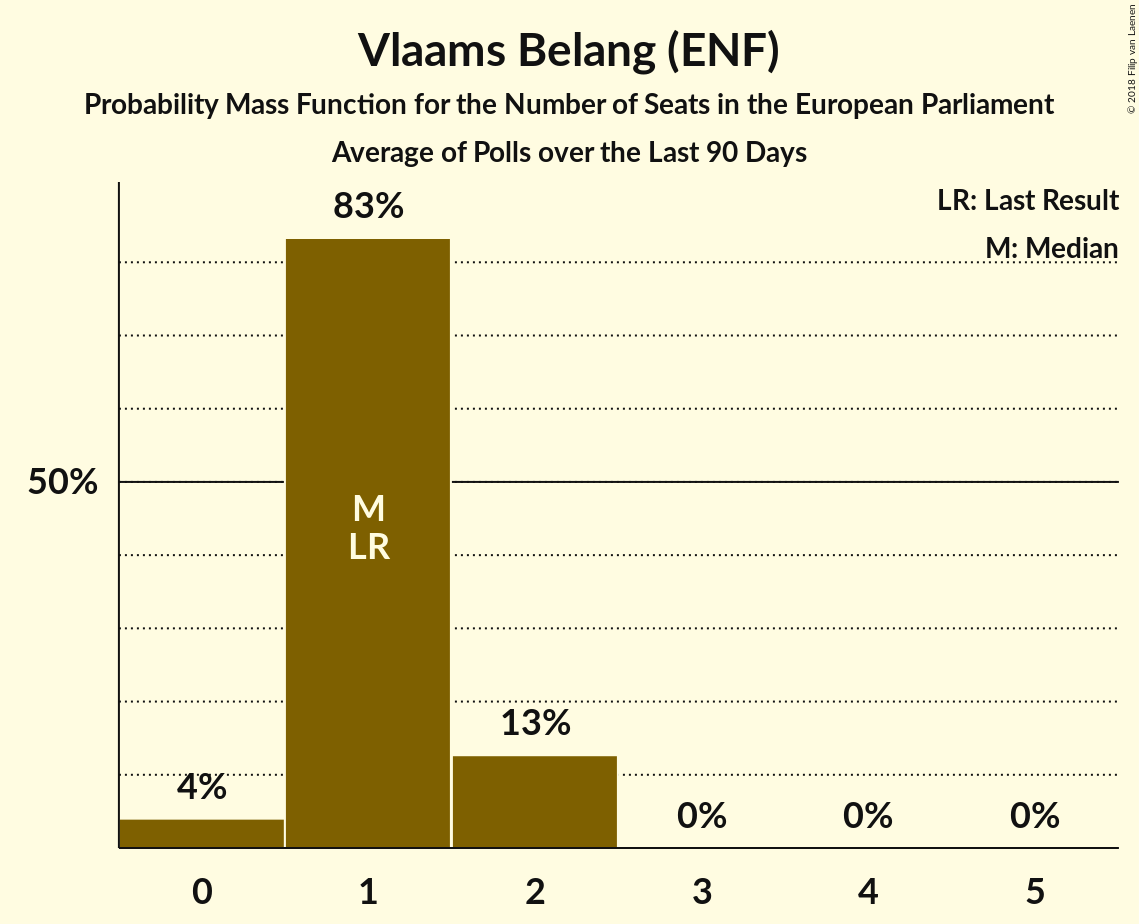 Vlaams Belang (ENF)
Probability Mass Function for the Number of Seats in the European Parliament
Average of Polls over the Last 90 Days
© 2018 Filip van Laenen
LR: Last Result
M: Median
83%
50%
M
LR
13%
4%
0%
0%
0%
0
1
2
3
4
5